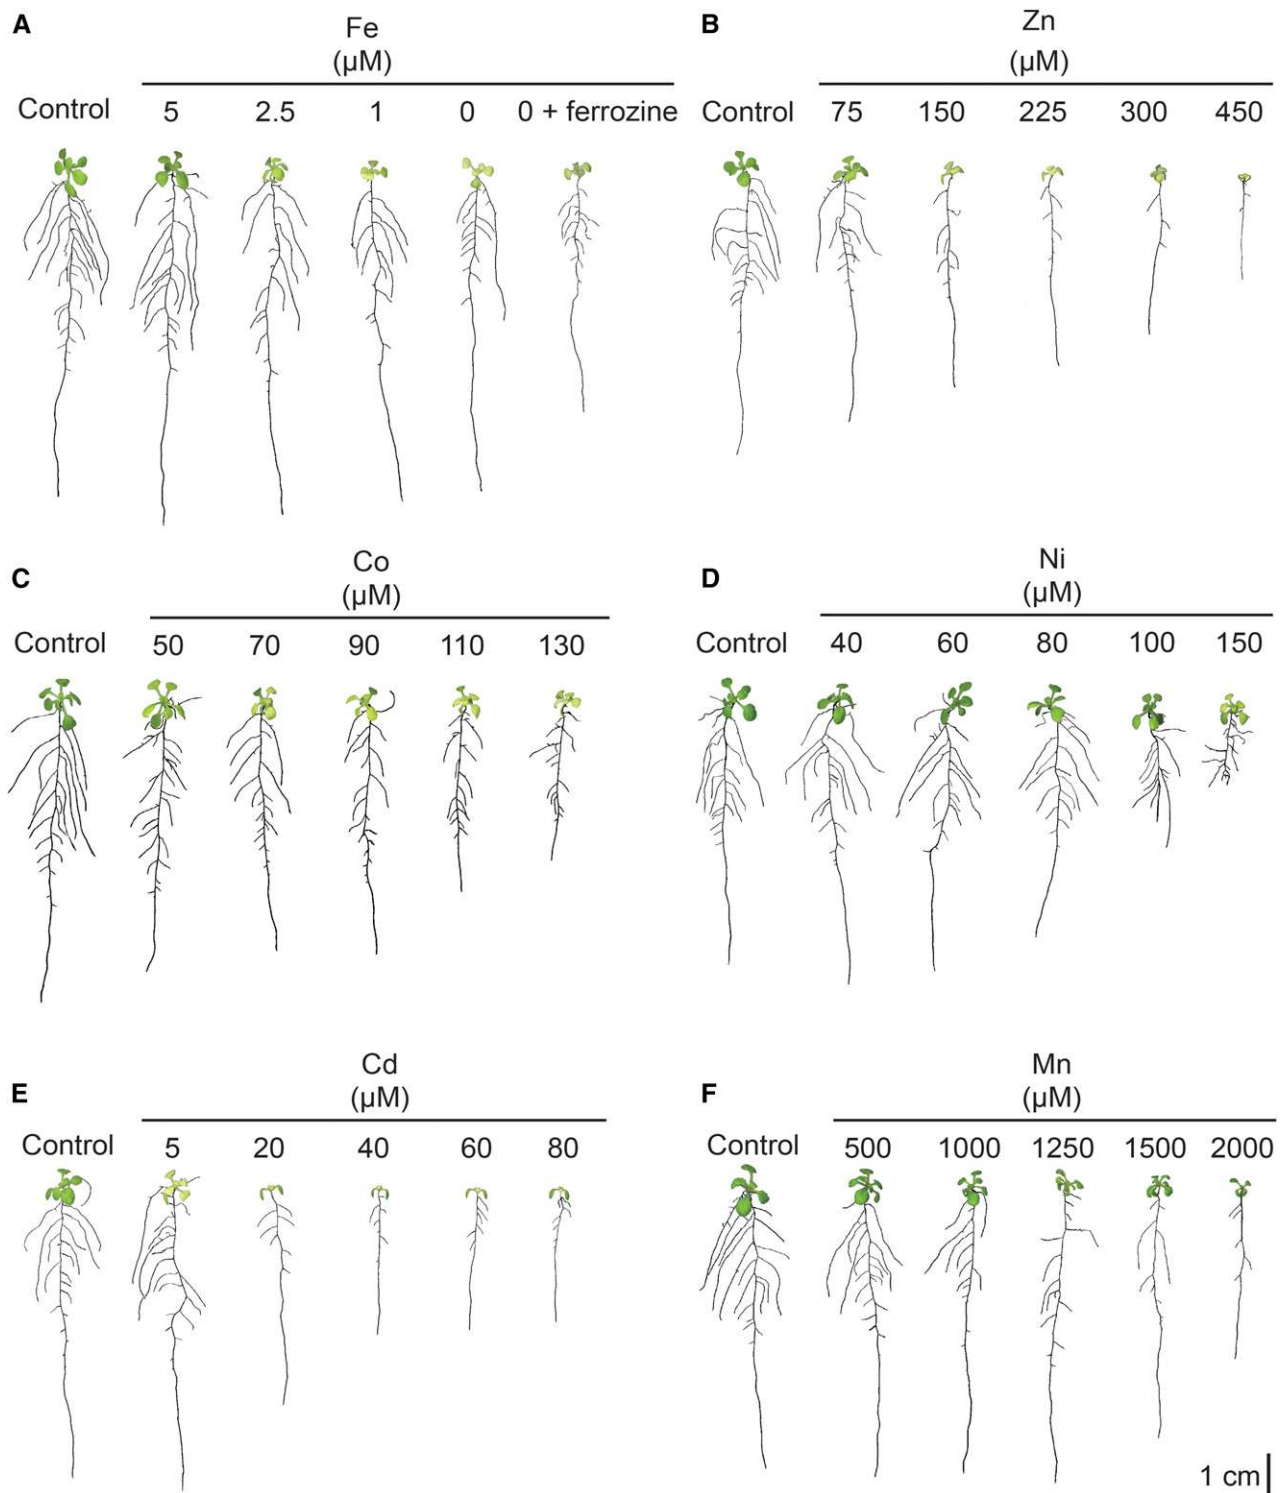 A
Fe
(µM)
Control 5 2.5 1 0 0 + ferrozine
B
Zn
(µM)
Control 75 150 225 300 450
C
Co
(µM)
Control 50 70 90 110 130
D
Ni
(µM)
Control 40 60 80 100 150
E
Cd
(µM)
Control 5 20 40 60 80
F
Mn
(µM)
Control 500 1000 1250 1500 2000
1 cm